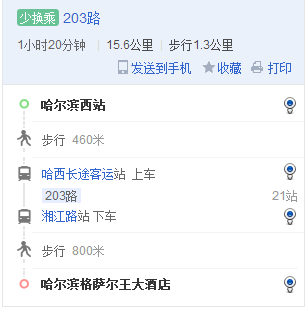 少换乘 203路
1小时20分钟 | 15.6公里 | 步行1.3公里
发送到手机 收藏 打印
哈尔滨西站
步行 460米
哈西长途客运站 上车
203路 21站
湘江路站 下车
步行 800米
哈尔滨格萨尔王大酒店